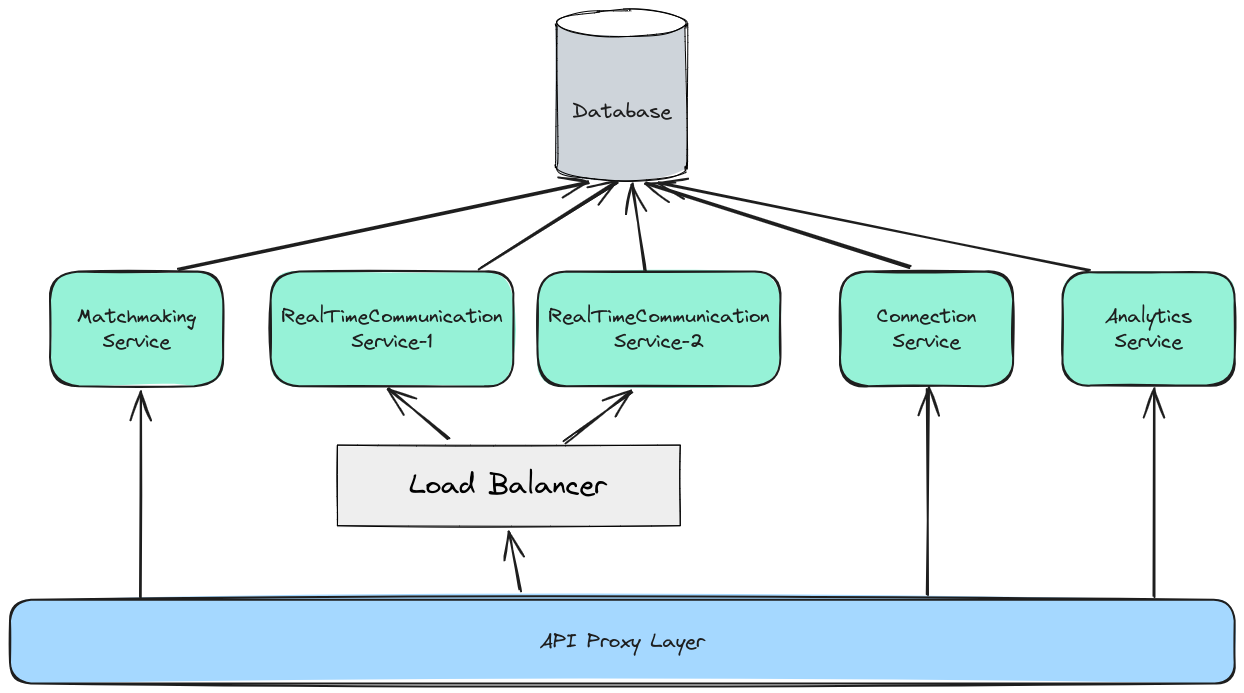 Database
Matchmaking
Service
RealTimeCommunication
Service-1
RealTimeCommunication
Service-2
Connection
Service
Analytics
Service
Load Balancer
API Proxy Layer